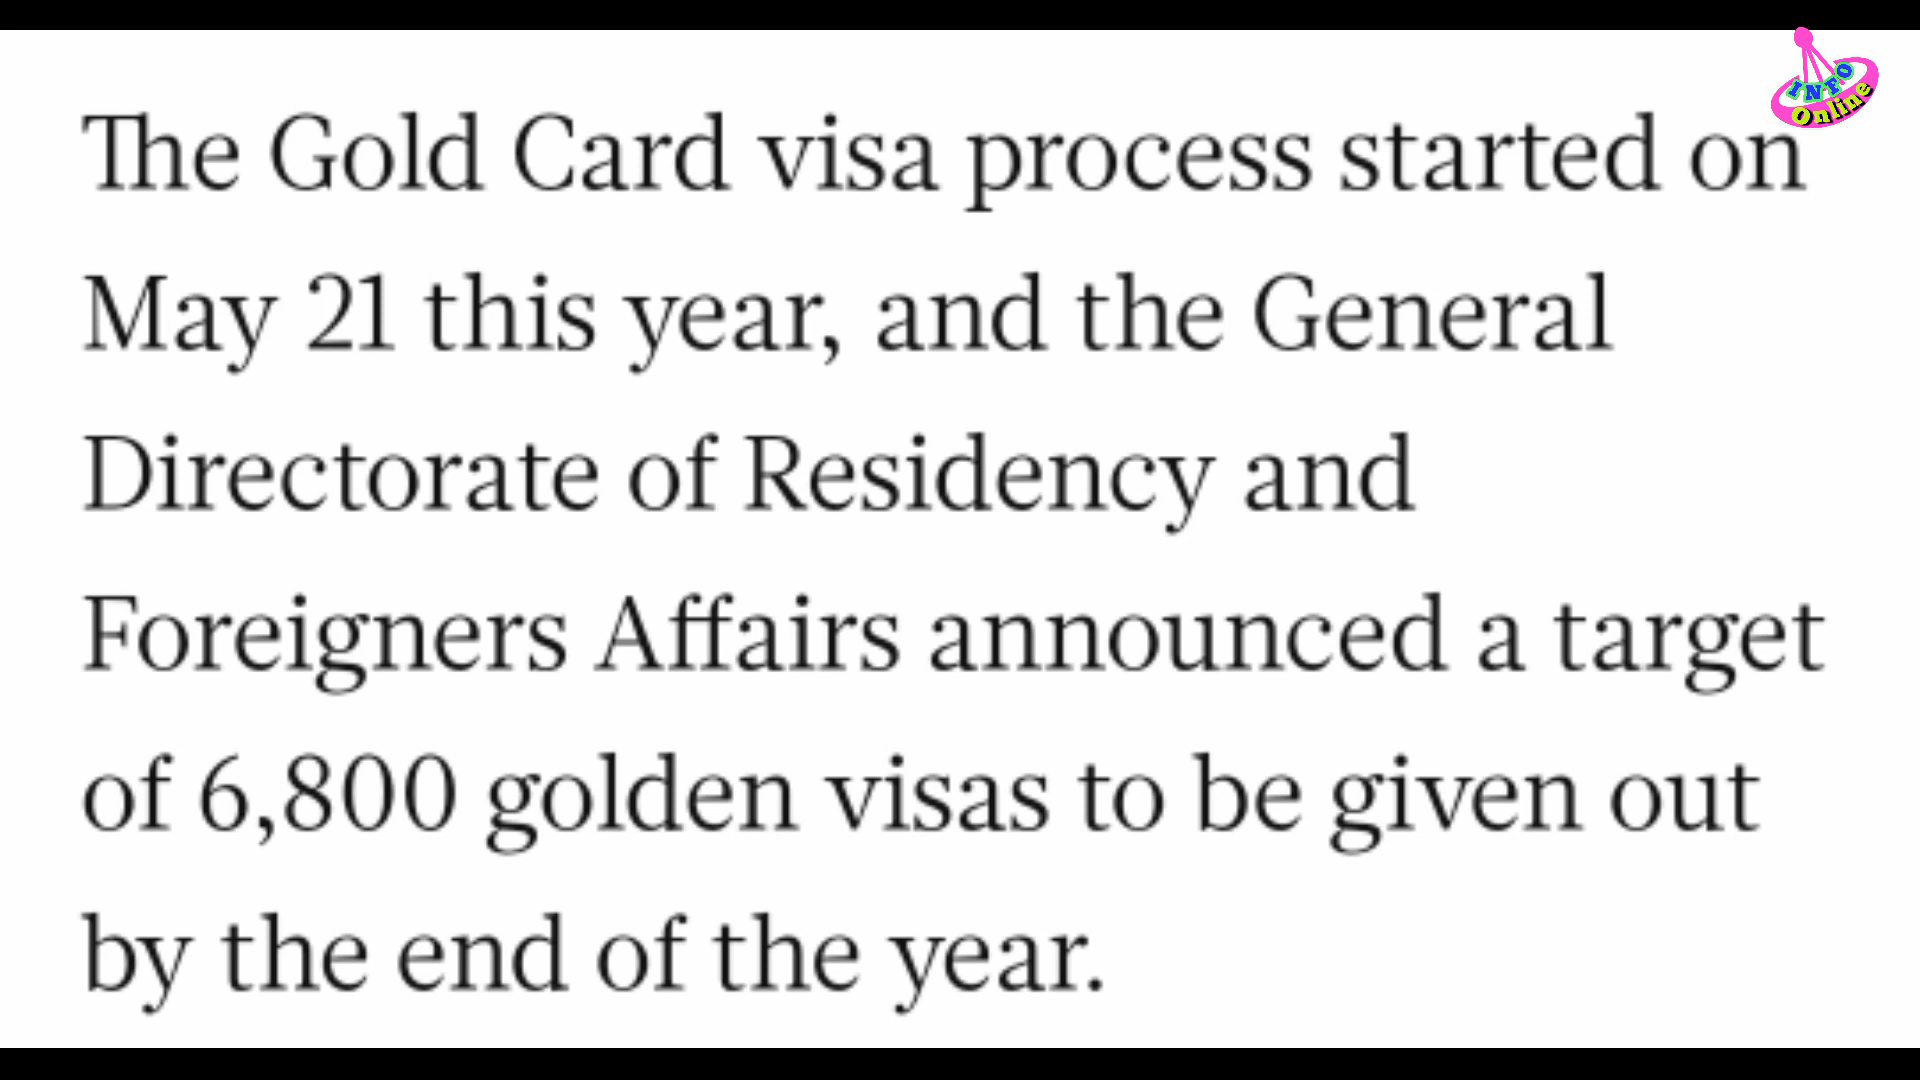 INFO
Online
The Gold Card visa process started on
May 21 this year, and the General
Directorate of Residency and
Foreigners Affairs announced a target
of 6,800 golden visas to be given out
by the end of the year.